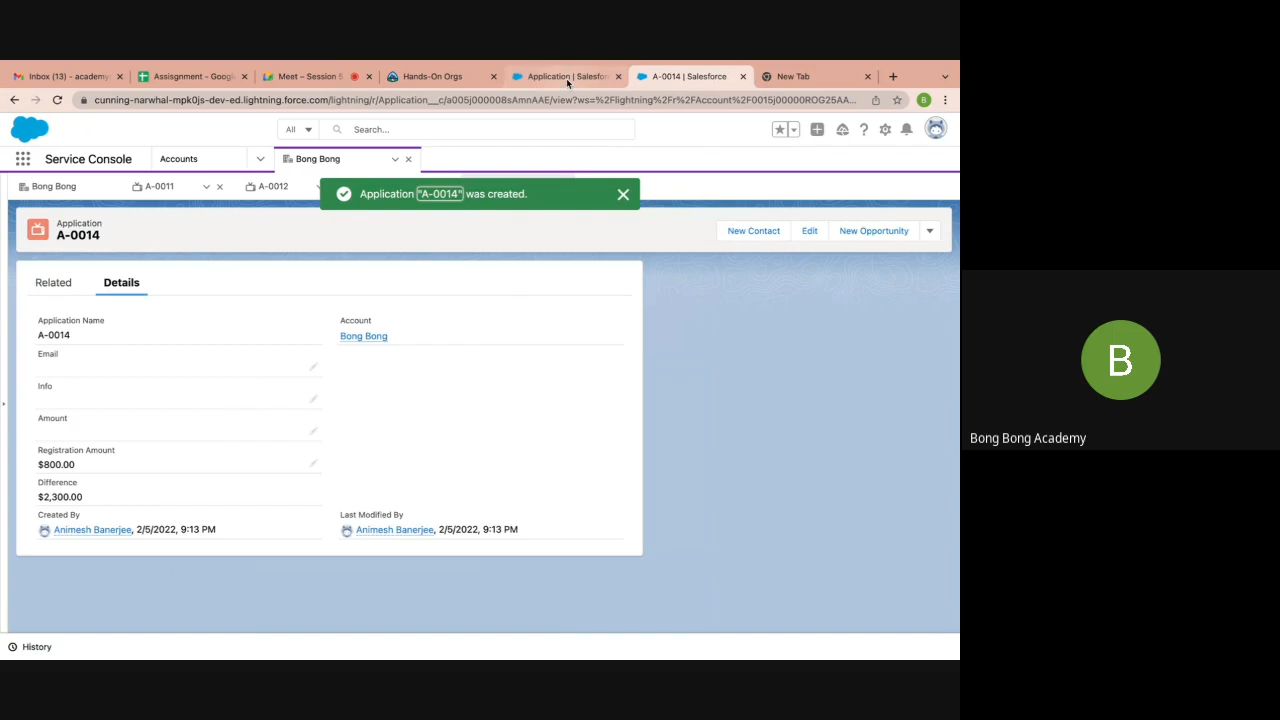 Inbox (13) - academy
Assisgnment - Googl
Meet – Session 5
Hands-On Orgs
Application | Salesfor
A-0014 | Salesforce
New Tab
cunning-narwhal-mpk0js-dev-ed.lightning.force.com/lightning/r/Application__c/a005j000008sAmnAAE/view?ws=%2Flightning%2Fr%2FAccount%2F0015j00000ROG25AA...
B
All
Search...
Service Console
Accounts
Bong Bong
Bong Bong
A-0011
A-0012
Application "A-0014" was created.
Application
A-0014
New Contact
Edit
New Opportunity
Related
Details
Application Name
A-0014
Account
Bong Bong
Email
Info
Amount
Registration Amount
$800.00
Difference
$2,300.00
Created By
Animesh Banerjee, 2/5/2022, 9:13 PM
Last Modified By
Animesh Banerjee, 2/5/2022, 9:13 PM
History
B
Bong Bong Academy